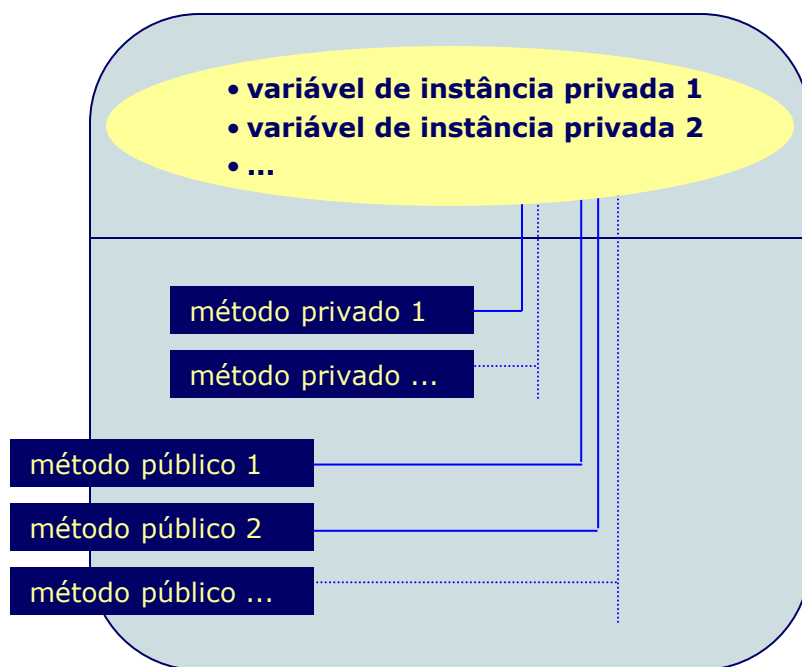 • variável de instância privada 1
• variável de instância privada 2
• ...
método privado 1
método privado ...
método público 1
método público 2
método público ...